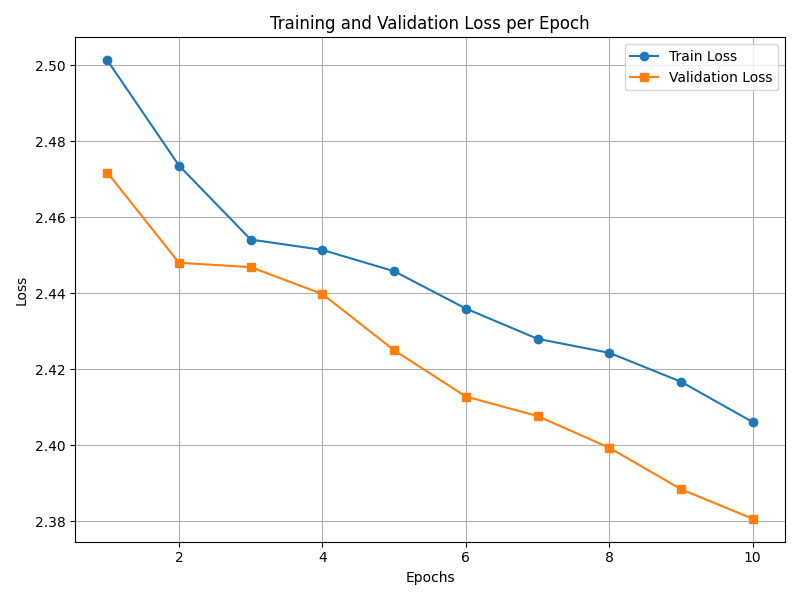 Training and Validation Loss per Epoch
Train Loss
Validation Loss
2.50
2.48
2.46
2.44
2.42
2.40
2.38
Loss
2 4 6 8 10
Epochs